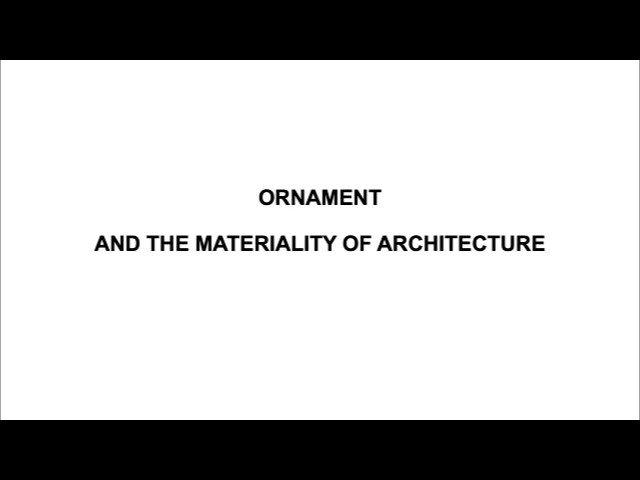 ORNAMENT
AND THE MATERIALITY OF ARCHITECTURE